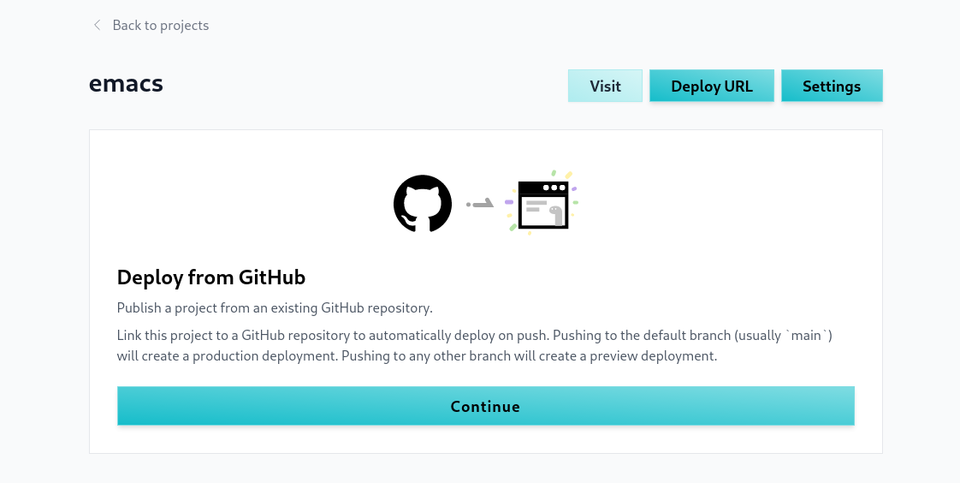 Back to projects
emacs
Visit
Deploy URL
Settings
Deploy from GitHub
Publish a project from an existing GitHub repository.
Link this project to a GitHub repository to automatically deploy on push. Pushing to the default branch (usually `main`)
will create a production deployment. Pushing to any other branch will create a preview deployment.
Continue